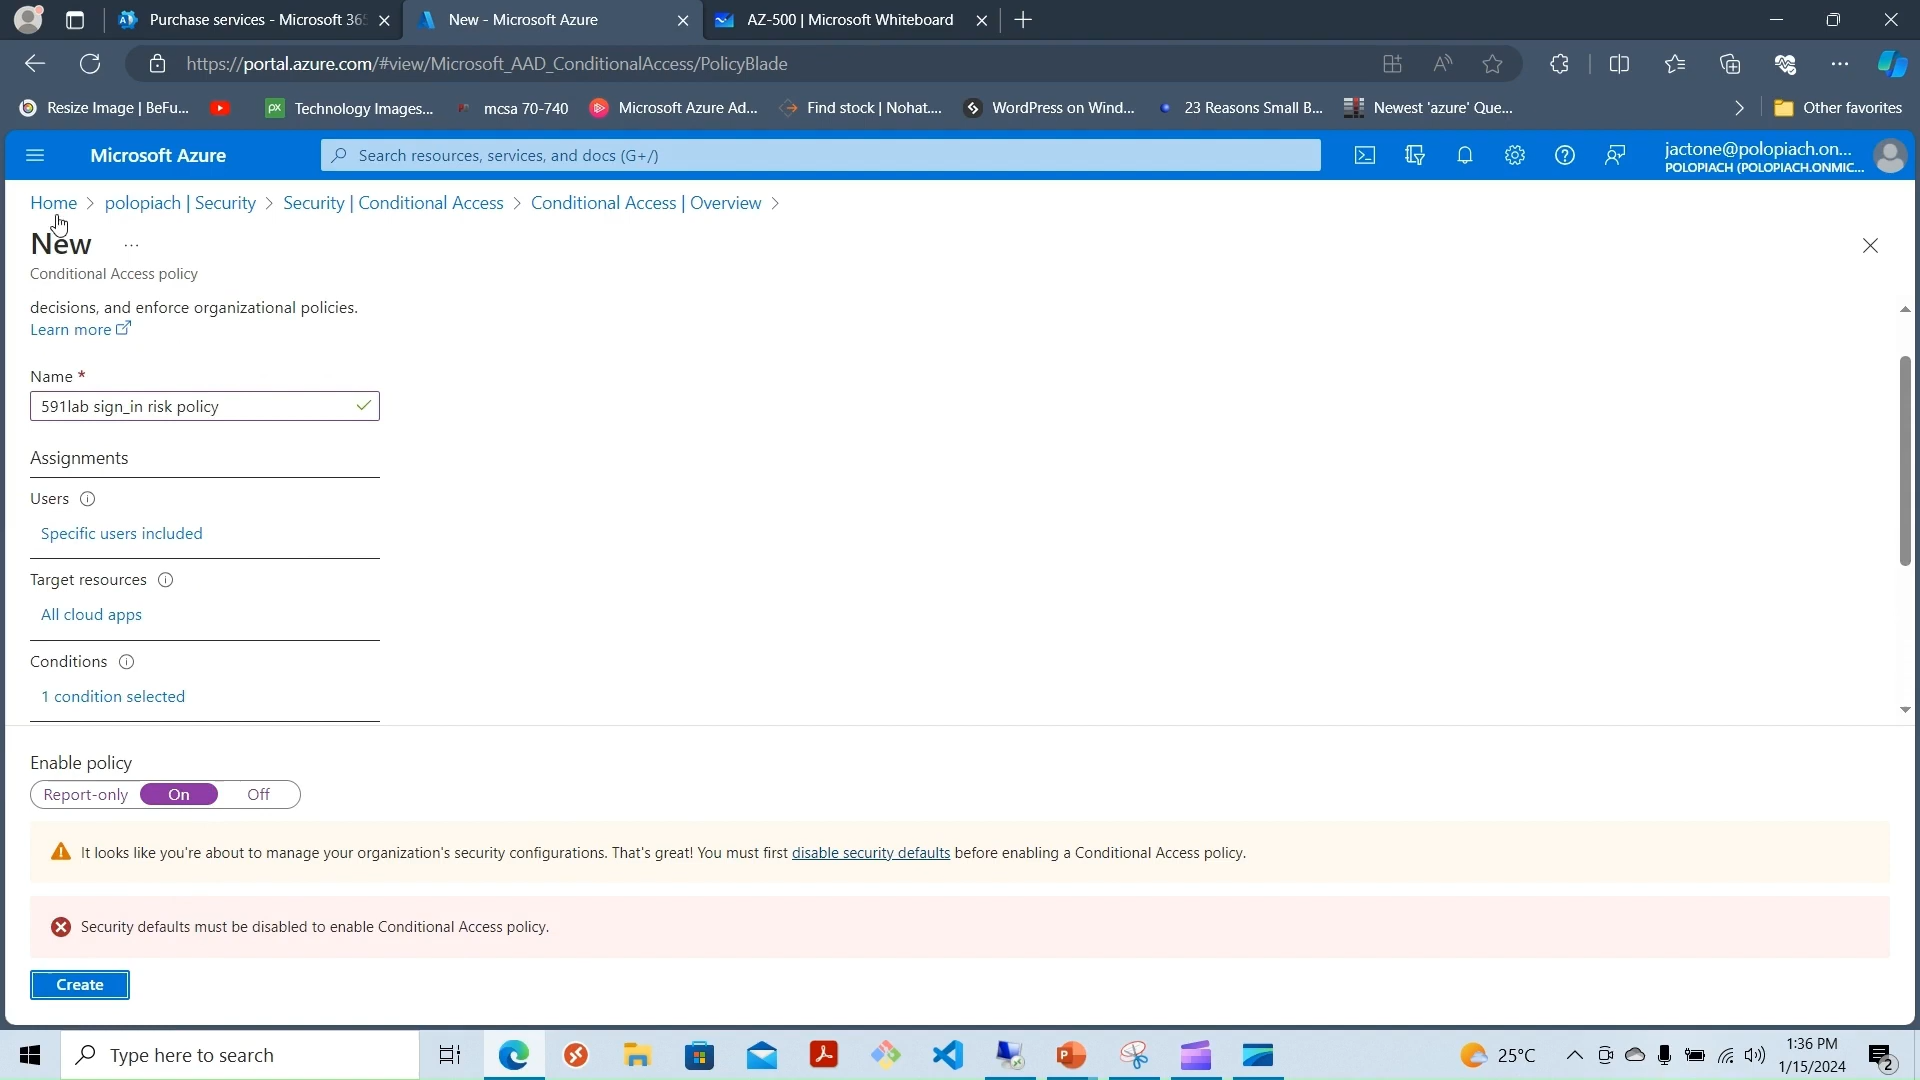 Purchase services - Microsoft 365
New - Microsoft Azure
AZ-500 | Microsoft Whiteboard
https://portal.azure.com/#view/Microsoft_AAD_ConditionalAccess/PolicyBlade
Resize Image | BeFu...
Technology Images...
mcsa 70-740
Microsoft Azure Ad...
Find stock | Nohat....
WordPress on Wind...
23 Reasons Small B...
Newest 'azure' Que...
Other favorites
Microsoft Azure
Search resources, services, and docs (G+/)
jactone@polopiach.on...
POLOPIACH (POLOPIACH.ONMIC...
Home > polopiach | Security > Security | Conditional Access > Conditional Access | Overview >
New ...
Conditional Access policy
decisions, and enforce organizational policies.
Learn more
Name *
591lab sign_in risk policy
Assignments
Users
Specific users included
Target resources
All cloud apps
Conditions
1 condition selected
Enable policy
Report-only On Off
It looks like you're about to manage your organization's security configurations. That's great! You must first disable security defaults before enabling a Conditional Access policy.
Security defaults must be disabled to enable Conditional Access policy.
Create
Type here to search
25°C
1:36 PM
1/15/2024
2